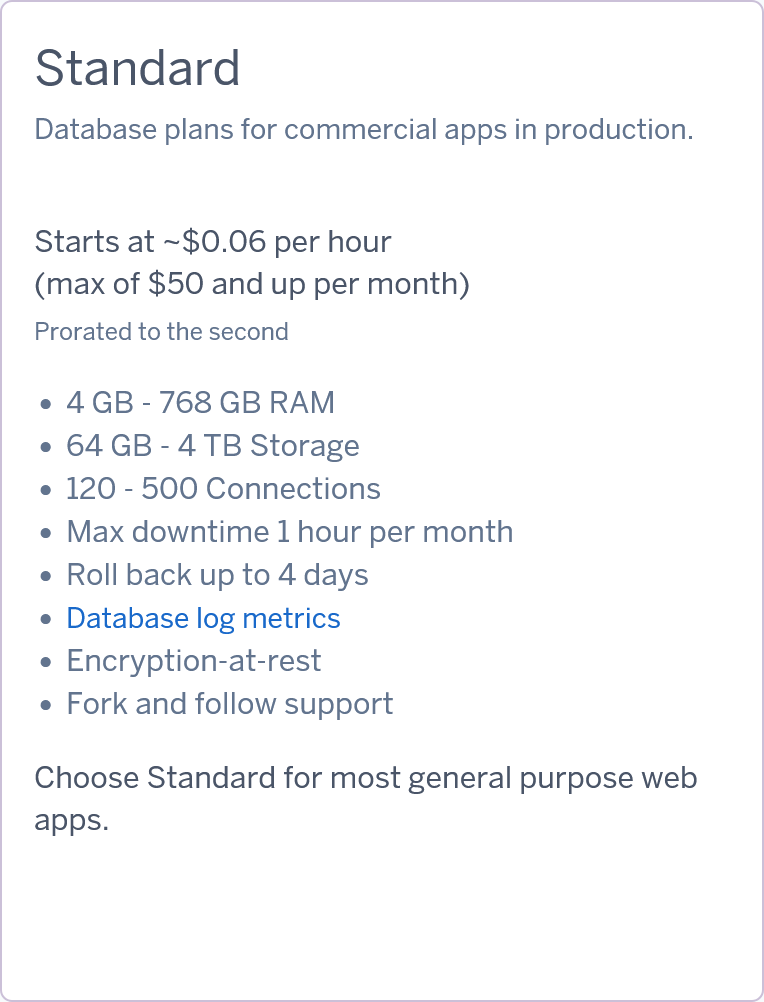 Standard
Database plans for commercial apps in production.
Starts at ~$0.06 per hour
(max of $50 and up per month)
Prorated to the second
• 4 GB - 768 GB RAM
• 64 GB - 4 TB Storage
• 120 - 500 Connections
• Max downtime 1 hour per month
• Roll back up to 4 days
• Database log metrics
• Encryption-at-rest
• Fork and follow support
Choose Standard for most general purpose web
apps.